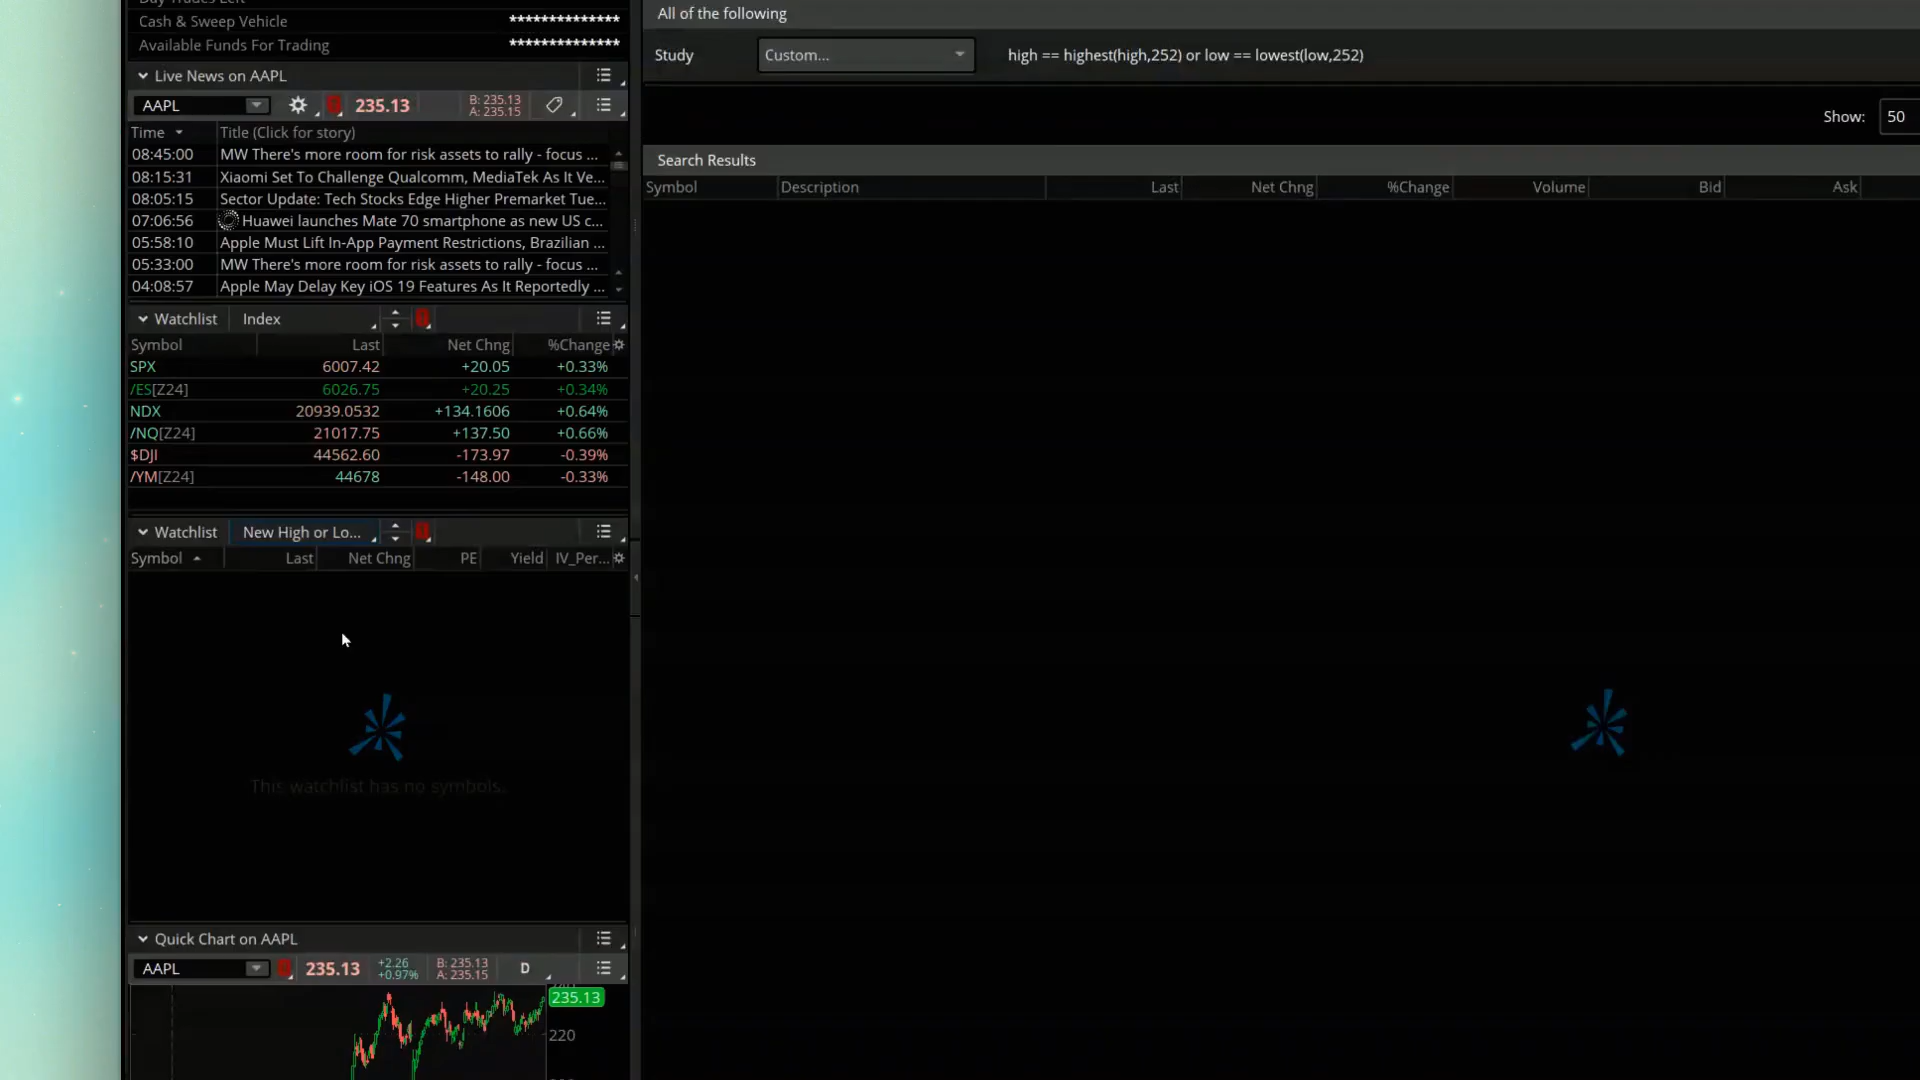 Day Trades Left
Cash & Sweep Vehicle **************
Available Funds For Trading **************
Live News on AAPL
AAPL 235.13 B: 235.13 A: 235.15
Time Title (Click for story)
08:45:00 MW There's more room for risk assets to rally - focus ...
08:15:31 Xiaomi Set To Challenge Qualcomm, MediaTek As It Ve...
08:05:15 Sector Update: Tech Stocks Edge Higher Premarket Tue...
07:06:56 Huawei launches Mate 70 smartphone as new US c...
05:58:10 Apple Must Lift In-App Payment Restrictions, Brazilian ...
05:33:00 MW There's more room for risk assets to rally - focus ...
04:08:57 Apple May Delay Key iOS 19 Features As It Reportedly ...
Watchlist Index
Symbol Last Net Chng %Change
SPX 6007.42 +20.05 +0.33%
/ES[Z24] 6026.75 +20.25 +0.34%
NDX 20939.0532 +134.1606 +0.64%
/NQ[Z24] 21017.75 +137.50 +0.66%
$DJI 44562.60 -173.97 -0.39%
/YM[Z24] 44678 -148.00 -0.33%
Watchlist New High or Lo...
Symbol Last Net Chng PE Yield IV_Per...
This watchlist has no symbols.
Quick Chart on AAPL
AAPL 235.13 +2.26 +0.97% B: 235.13 A: 235.15 D
235.13
220
All of the following
Study Custom... high == highest(high,252) or low == lowest(low,252)
Show: 50
Search Results
Symbol Description Last Net Chng %Change Volume Bid Ask